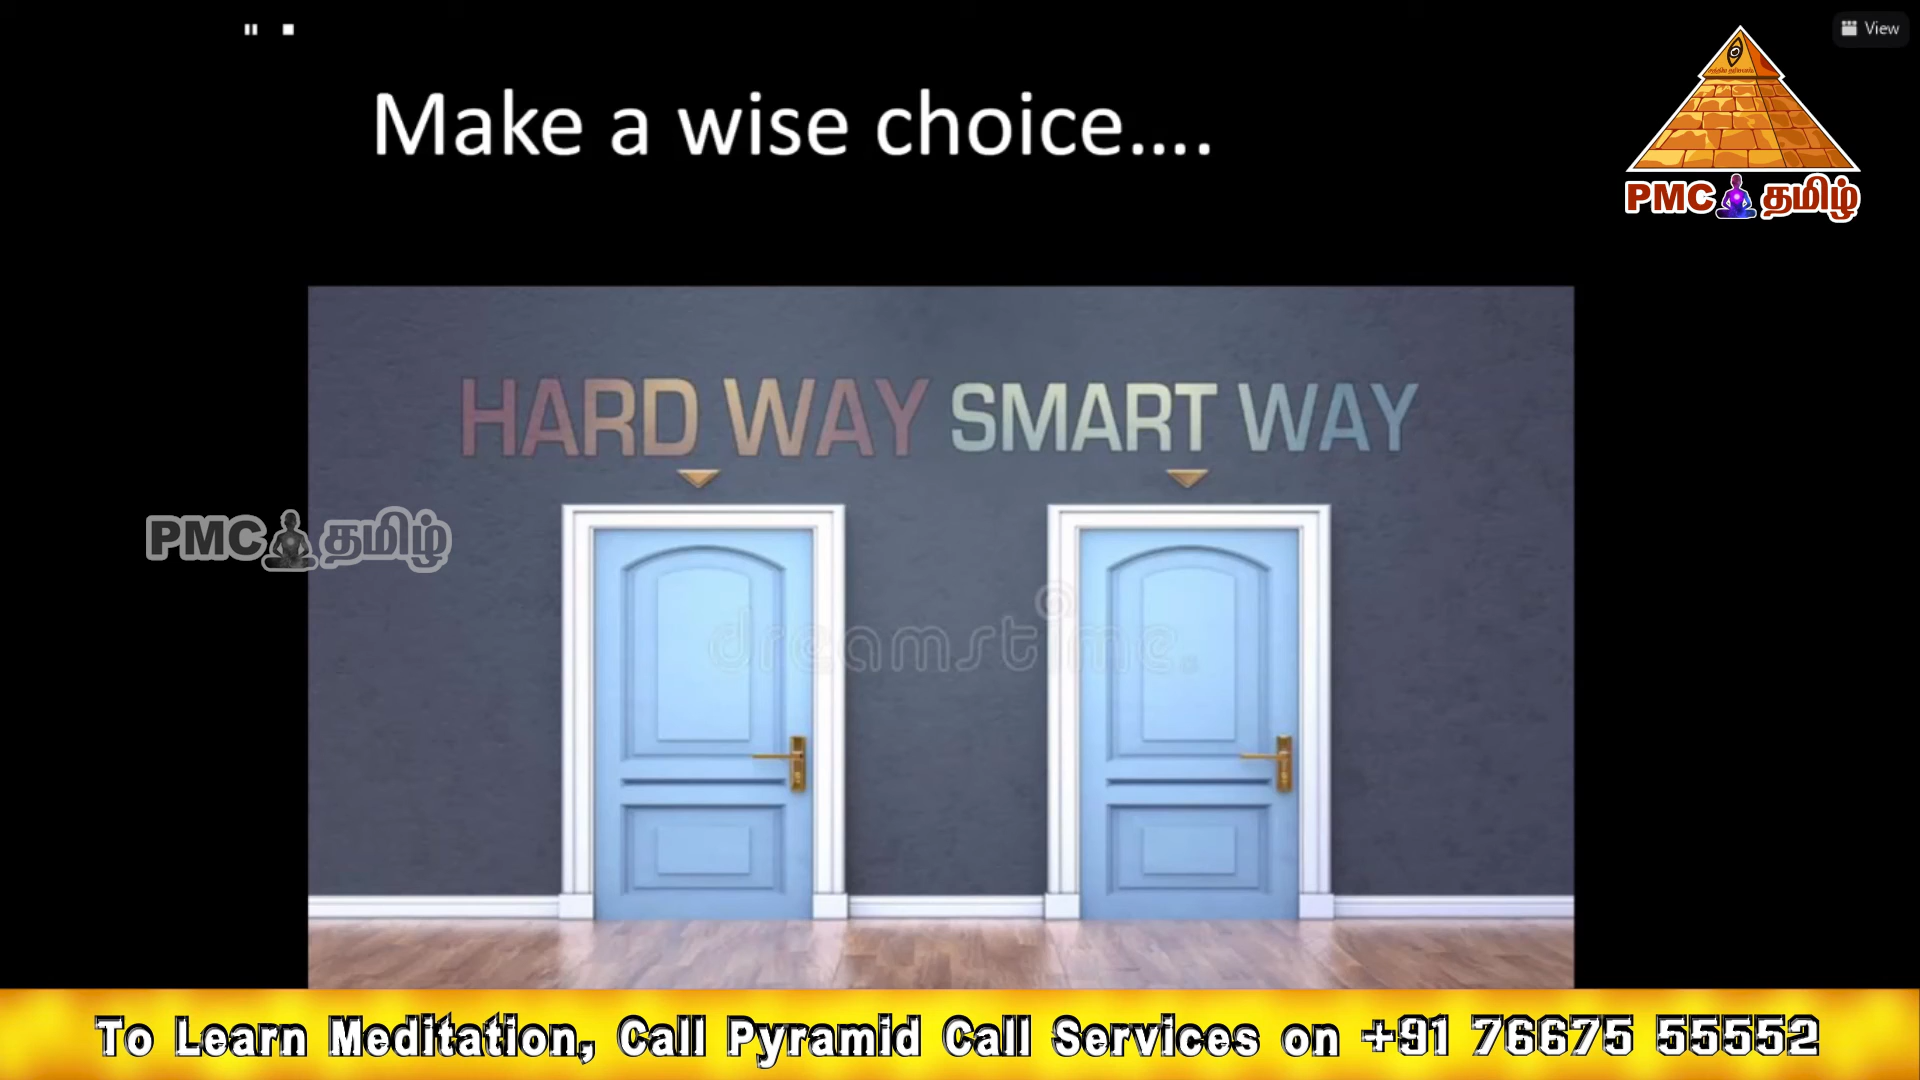 View
Make a wise choice....
PMC தமிழ்
HARD WAY SMART WAY
PMC தமிழ்
dreamstime
To Learn Meditation, Call Pyramid Call Services on +91 76675 55552